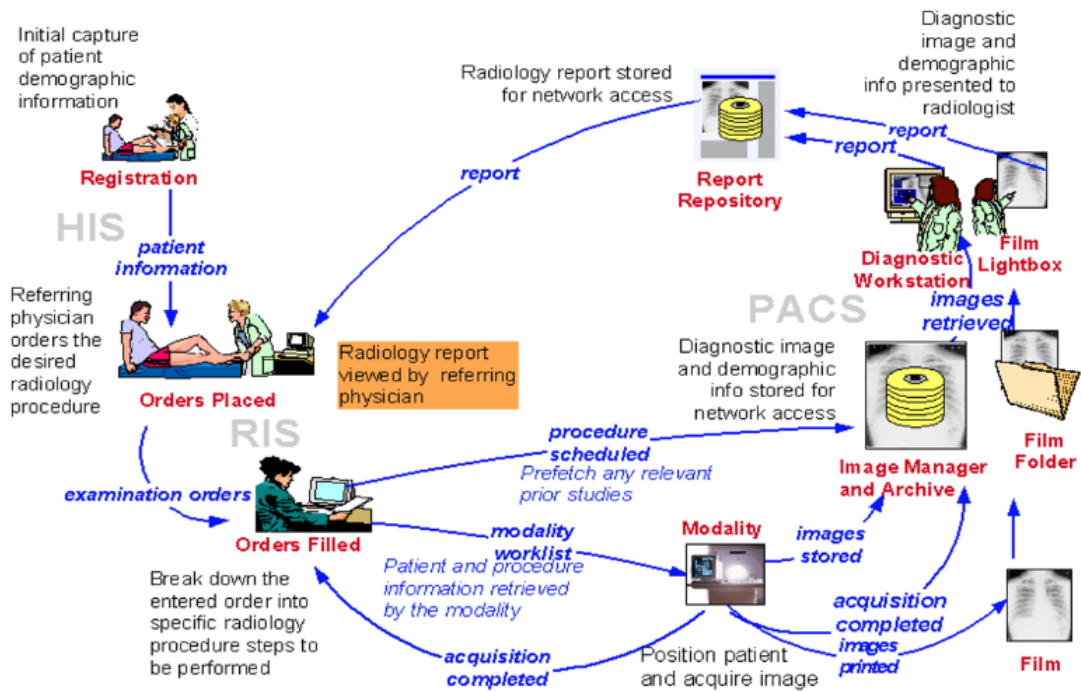 Initial capture
of patient
demographic
information
Registration
HIS
patient
information
Referring
physician
orders the
desired
radiology
procedure
Orders Placed
Radiology report
viewed by referring
physician
RIS
examination orders
Orders Filled
Break down the
entered order into
specific radiology
procedure steps to
be performed
Radiology report stored
for network access
report
Report
Repository
report
report
Diagnostic
image and
demographic
info presented to
radiologist
Diagnostic
Workstation
Film
Lightbox
images
retrieved
PACS
Diagnostic image
and demographic
info stored for
network access
Image Manager
and Archive
Film
Folder
procedure
scheduled
Prefetch any relevant
prior studies
modality
worklist
Patient and procedure
information retrieved
by the modality
Modality
images
stored
acquisition
completed
images
printed
Film
acquisition
completed
Position patient
and acquire image